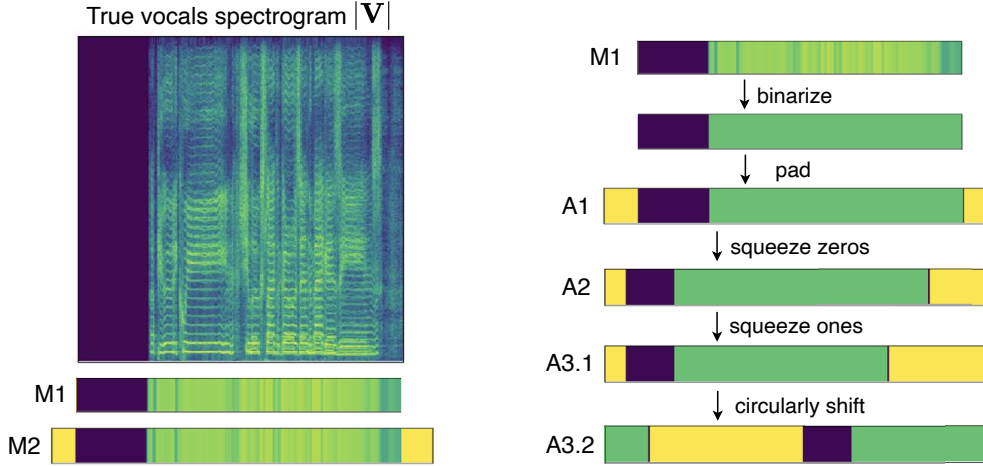 True vocals spectrogram |V|
M1
M2
M1
binarize
pad
A1
squeeze zeros
A2
squeeze ones
A3.1
circularly shift
A3.2